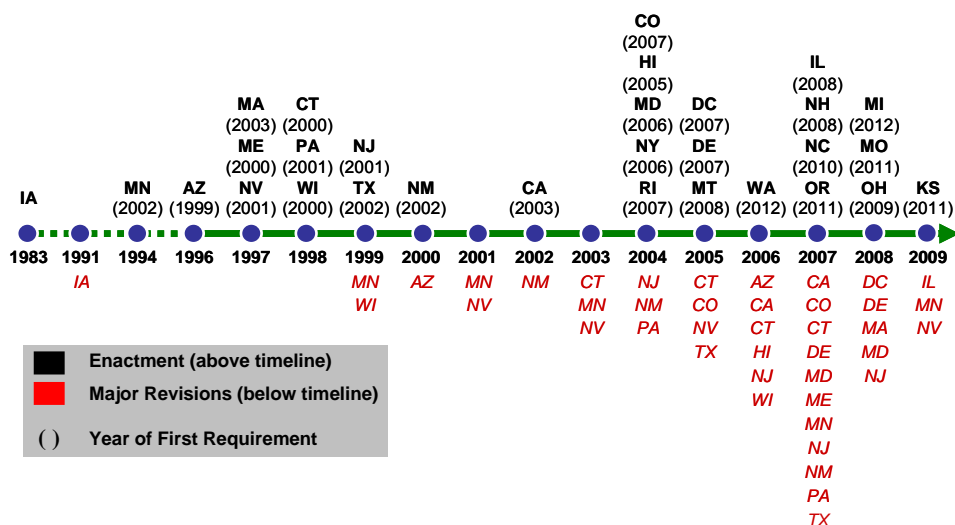 CO
(2007)
HI IL
(2005) (2008)
MA CT MD DC NH MI
(2003) (2000) (2006) (2007) (2008) (2012)
ME PA NJ NY DE NC MO
(2000) (2001) (2001) (2006) (2007) (2010) (2011)
IA MN AZ NV WI TX NM CA RI MT WA OR OH KS
(2002) (1999) (2001) (2000) (2002) (2002) (2003) (2007) (2008) (2012) (2011) (2009) (2011)
1983 1991 1994 1996 1997 1998 1999 2000 2001 2002 2003 2004 2005 2006 2007 2008 2009
IA MN AZ MN NM CT NJ CT AZ CA DC IL
WI NV MN NM CO CA CO DE MN
NV PA NV CT CT MA NV
TX HI DE MD
NJ MD NJ
WI ME
MN
NJ
NM
PA
TX
Enactment (above timeline)
Major Revisions (below timeline)
( ) Year of First Requirement